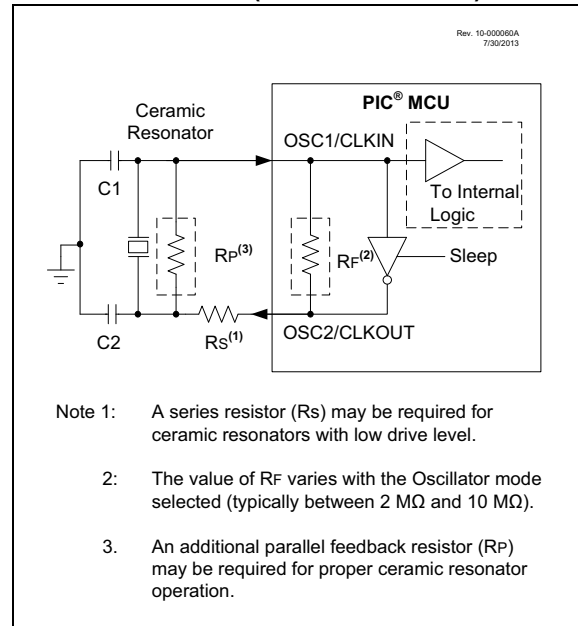 Rev. 10-000060A
7/30/2013
PIC® MCU
Ceramic
Resonator
OSC1/CLKIN
C1
To Internal
Logic
RP(3)
RF(2)
Sleep
C2
RS(1)
OSC2/CLKOUT
Note 1: A series resistor (Rs) may be required for
ceramic resonators with low drive level.
2: The value of RF varies with the Oscillator mode
selected (typically between 2 MΩ and 10 MΩ).
3. An additional parallel feedback resistor (RP)
may be required for proper ceramic resonator
operation.